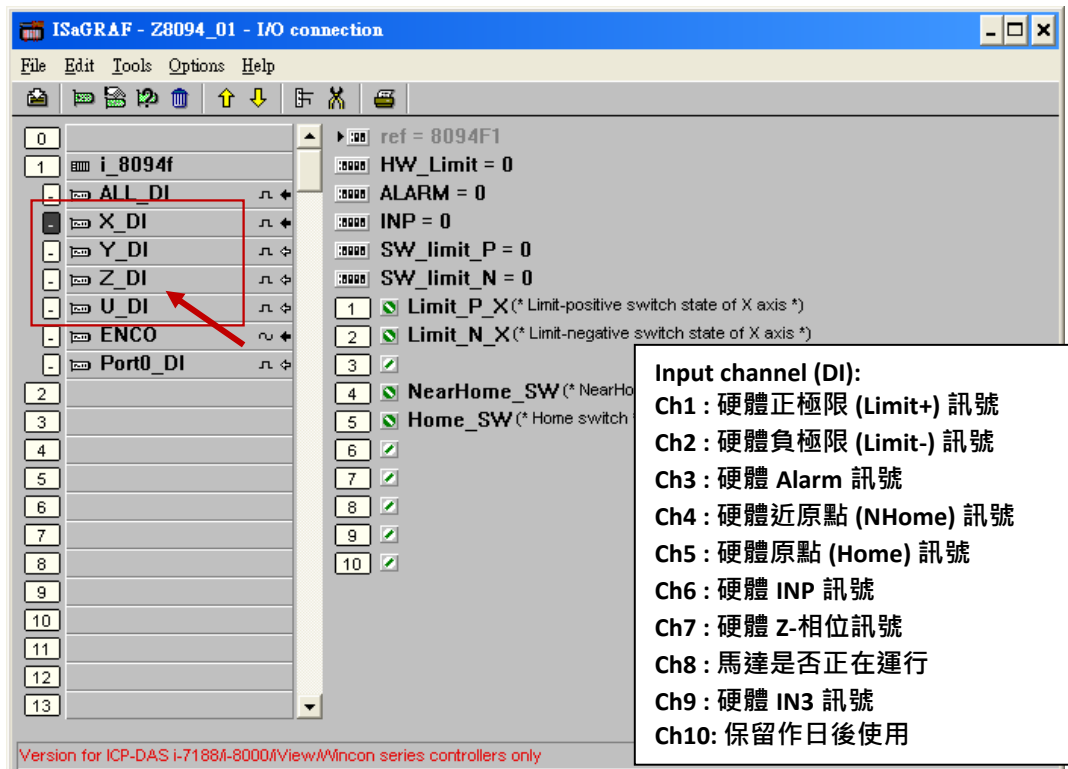 ISaGRAF - Z8094_01 - I/O connection
File Edit Tools Options Help
0
1 i_8094f
- ALL_DI
- X_DI
- Y_DI
- Z_DI
- U_DI
- ENCO
- Port0_DI
2
3
4
5
6
7
8
9
10
11
12
13
ref = 8094F1
HW_Limit = 0
ALARM = 0
INP = 0
SW_limit_P = 0
SW_limit_N = 0
1 Limit_P_X (* Limit-positive switch state of X axis *)
2 Limit_N_X (* Limit-negative switch state of X axis *)
3
4 NearHome_SW (* NearHo
5 Home_SW (* Home switch
6
7
8
9
10
Input channel (DI):
Ch1 : 硬體正極限 (Limit+) 訊號
Ch2 : 硬體負極限 (Limit-) 訊號
Ch3 : 硬體 Alarm 訊號
Ch4 : 硬體近原點 (NHome) 訊號
Ch5 : 硬體原點 (Home) 訊號
Ch6 : 硬體 INP 訊號
Ch7 : 硬體 Z-相位訊號
Ch8 : 馬達是否正在運行
Ch9 : 硬體 IN3 訊號
Ch10: 保留作日後使用
Version for ICP-DAS i-7188/i-8000/iView/Wincon series controllers only